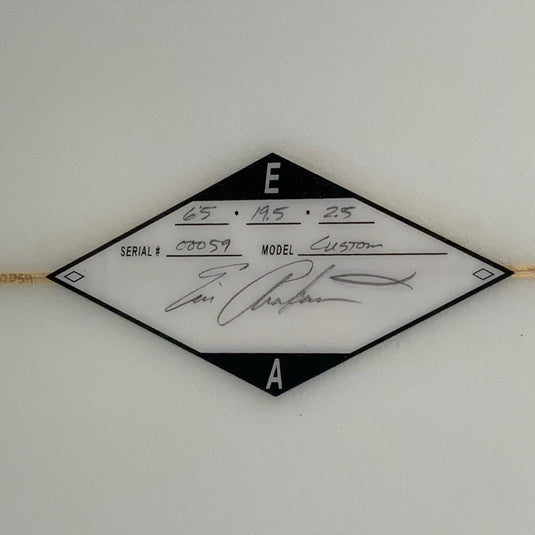 E
6'5 • 19.5 • 2.5
SERIAL # 00059 MODEL CUSTOM
A